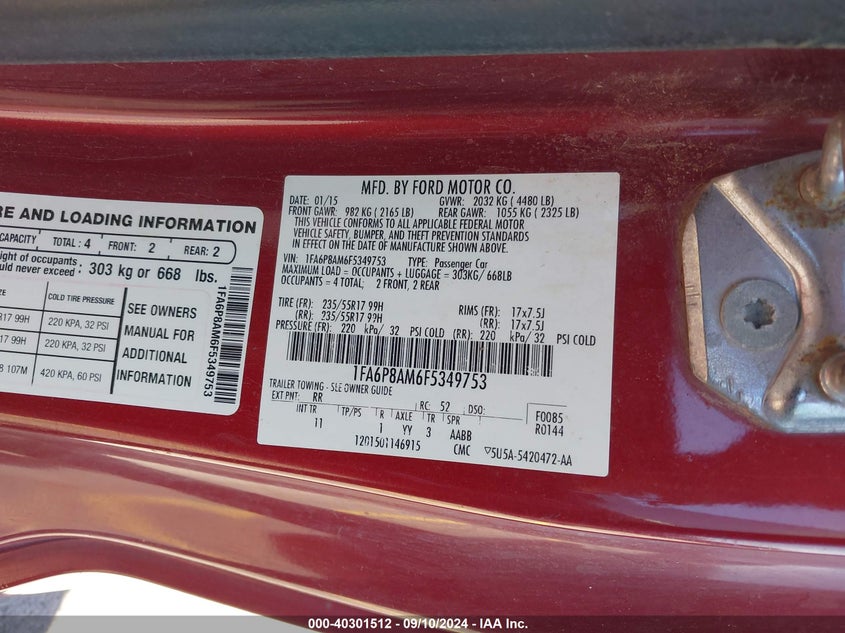 RE AND LOADING INFORMATION
CAPACITY TOTAL: 4 FRONT: 2 REAR: 2
ght of occupants and cargo
ould never exceed: 303 kg or 668 lbs.
ZE COLD TIRE PRESSURE
R17 99H 220 KPA, 32 PSI
R17 99H 220 KPA, 32 PSI
107M 420 KPA, 60 PSI
SEE OWNERS
MANUAL FOR
ADDITIONAL
INFORMATION
1FA6P8AM6F5349753
MFD. BY FORD MOTOR CO.
DATE: 01/15 GVWR: 2032 KG ( 4480 LB)
FRONT GAWR: 982 KG ( 2165 LB) REAR GAWR: 1055 KG ( 2325 LB)
THIS VEHICLE CONFORMS TO ALL APPLICABLE FEDERAL MOTOR
VEHICLE SAFETY, BUMPER, AND THEFT PREVENTION STANDARDS
IN EFFECT ON THE DATE OF MANUFACTURE SHOWN ABOVE.
VIN: 1FA6P8AM6F5349753 TYPE: Passenger Car
MAXIMUM LOAD = OCCUPANTS + LUGGAGE = 303KG/ 668LB
OCCUPANTS = 4 TOTAL; 2 FRONT, 2 REAR
TIRE (FR): 235/55R17 99H RIMS (FR): 17x7.5J
(RR): 235/55R17 99H (RR): 17x7.5J
PRESSURE (FR): 220 kPa/ 32 PSI COLD (RR): 220 kPa/ 32 PSI COLD
1FA6P8AM6F5349753
TRAILER TOWING - SEE OWNER GUIDE
EXT PNT: RR RC: 52 DSO: F0085
INT TR TP/PS R AXLE TR SPR R0144
11 1 YY 3 AABB
1201501146915 CMC ▽5U5A-5420472-AA
000-40301512 - 09/10/2024 - IAA Inc.